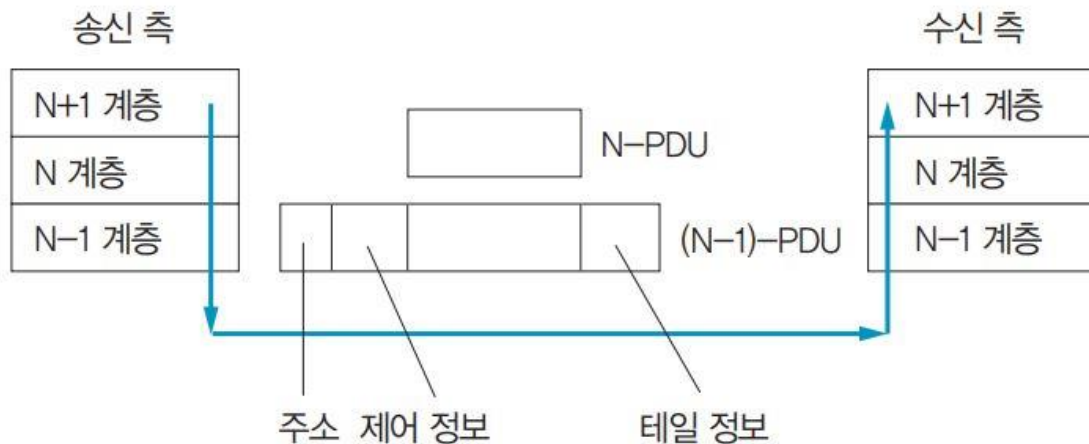 송신 측
수신 측
N+1 계층
N 계층
N-1 계층
N-PDU
(N-1)-PDU
N+1 계층
N 계층
N-1 계층
주소
제어 정보
테일 정보